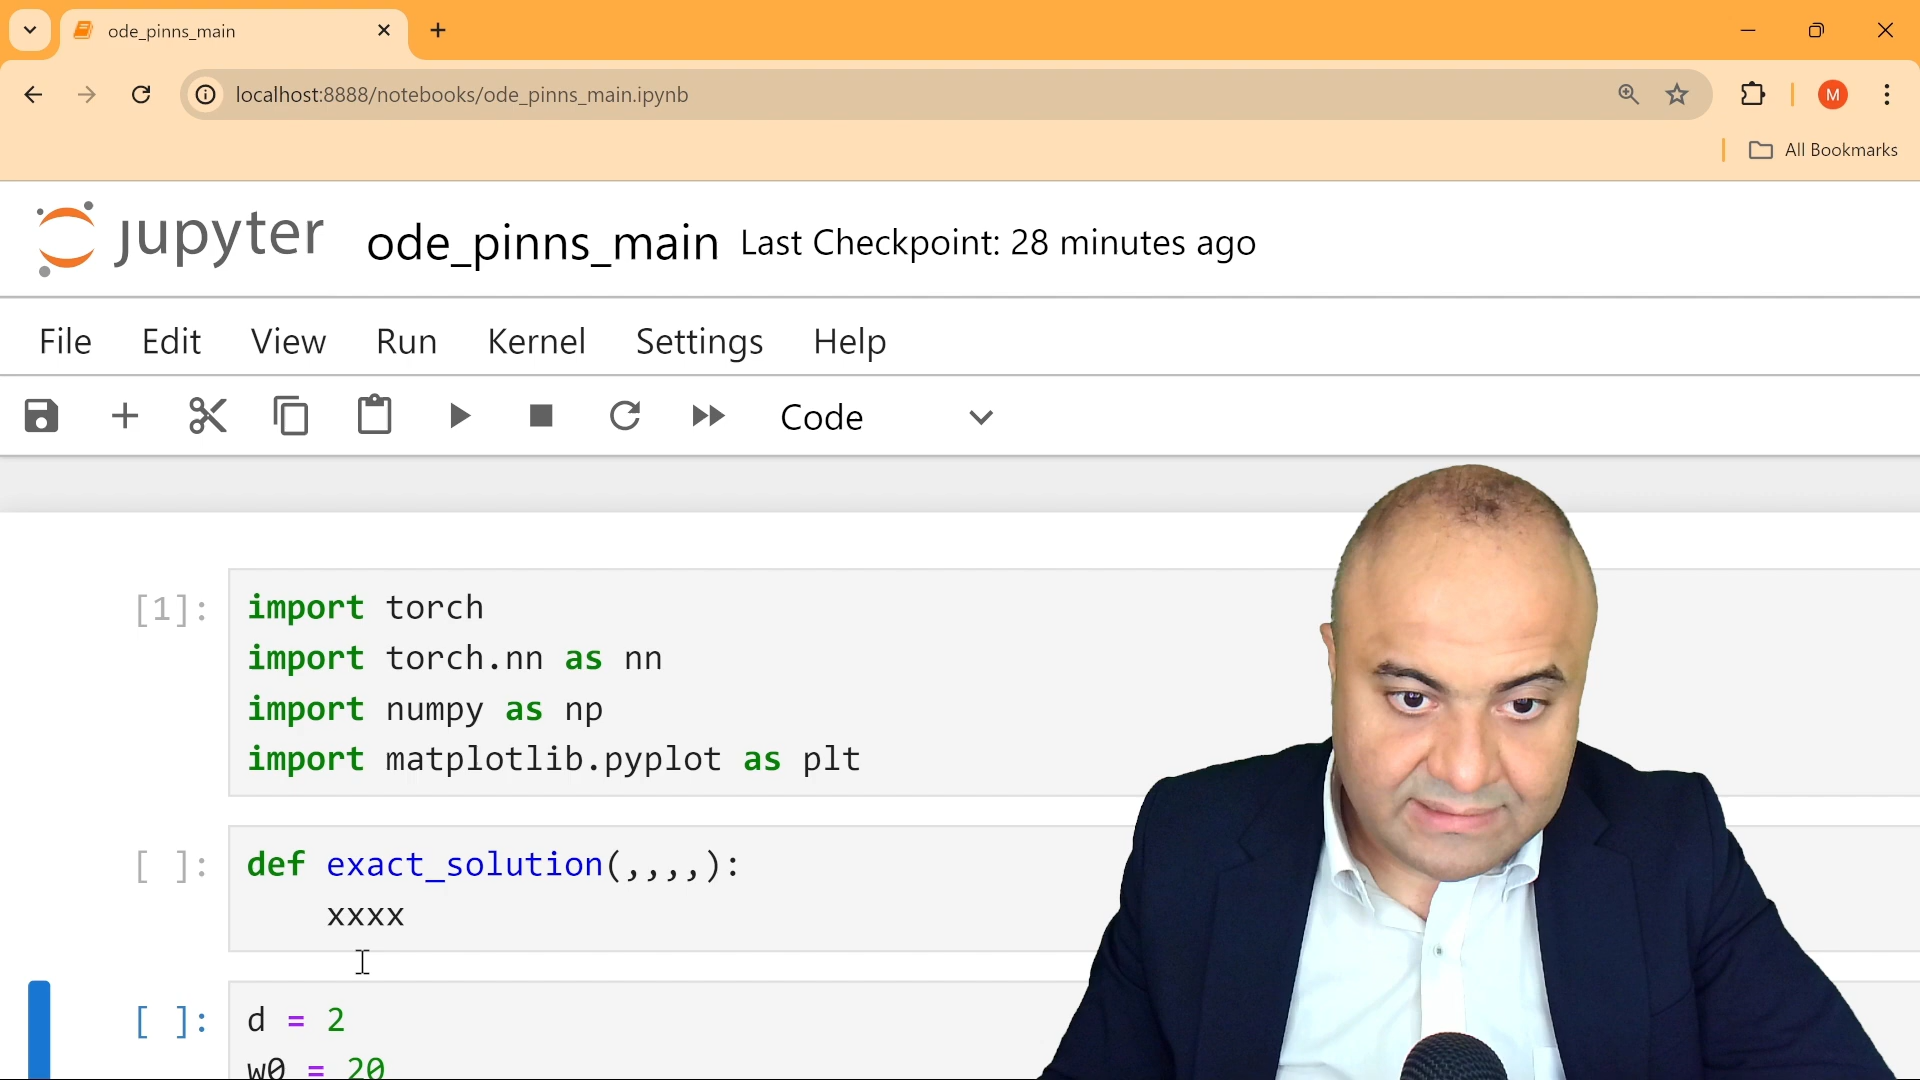 ode_pinns_main
localhost:8888/notebooks/ode_pinns_main.ipynb
M
All Bookmarks
jupyter ode_pinns_main Last Checkpoint: 28 minutes ago
File Edit View Run Kernel Settings Help
Code
[1]: import torch
import torch.nn as nn
import numpy as np
import matplotlib.pyplot as plt
[ ]: def exact_solution(,,,,):
xxxx
[ ]: d = 2
w0 = 20